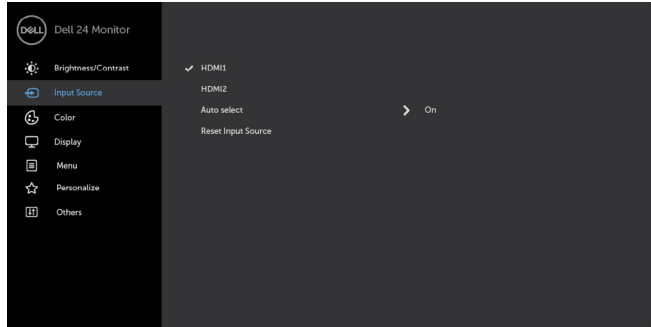 DELL Dell 24 Monitor
Brightness/Contrast
Input Source
Color
Display
Menu
Personalize
Others
HDMI1
HDMI2
Auto select On
Reset Input Source